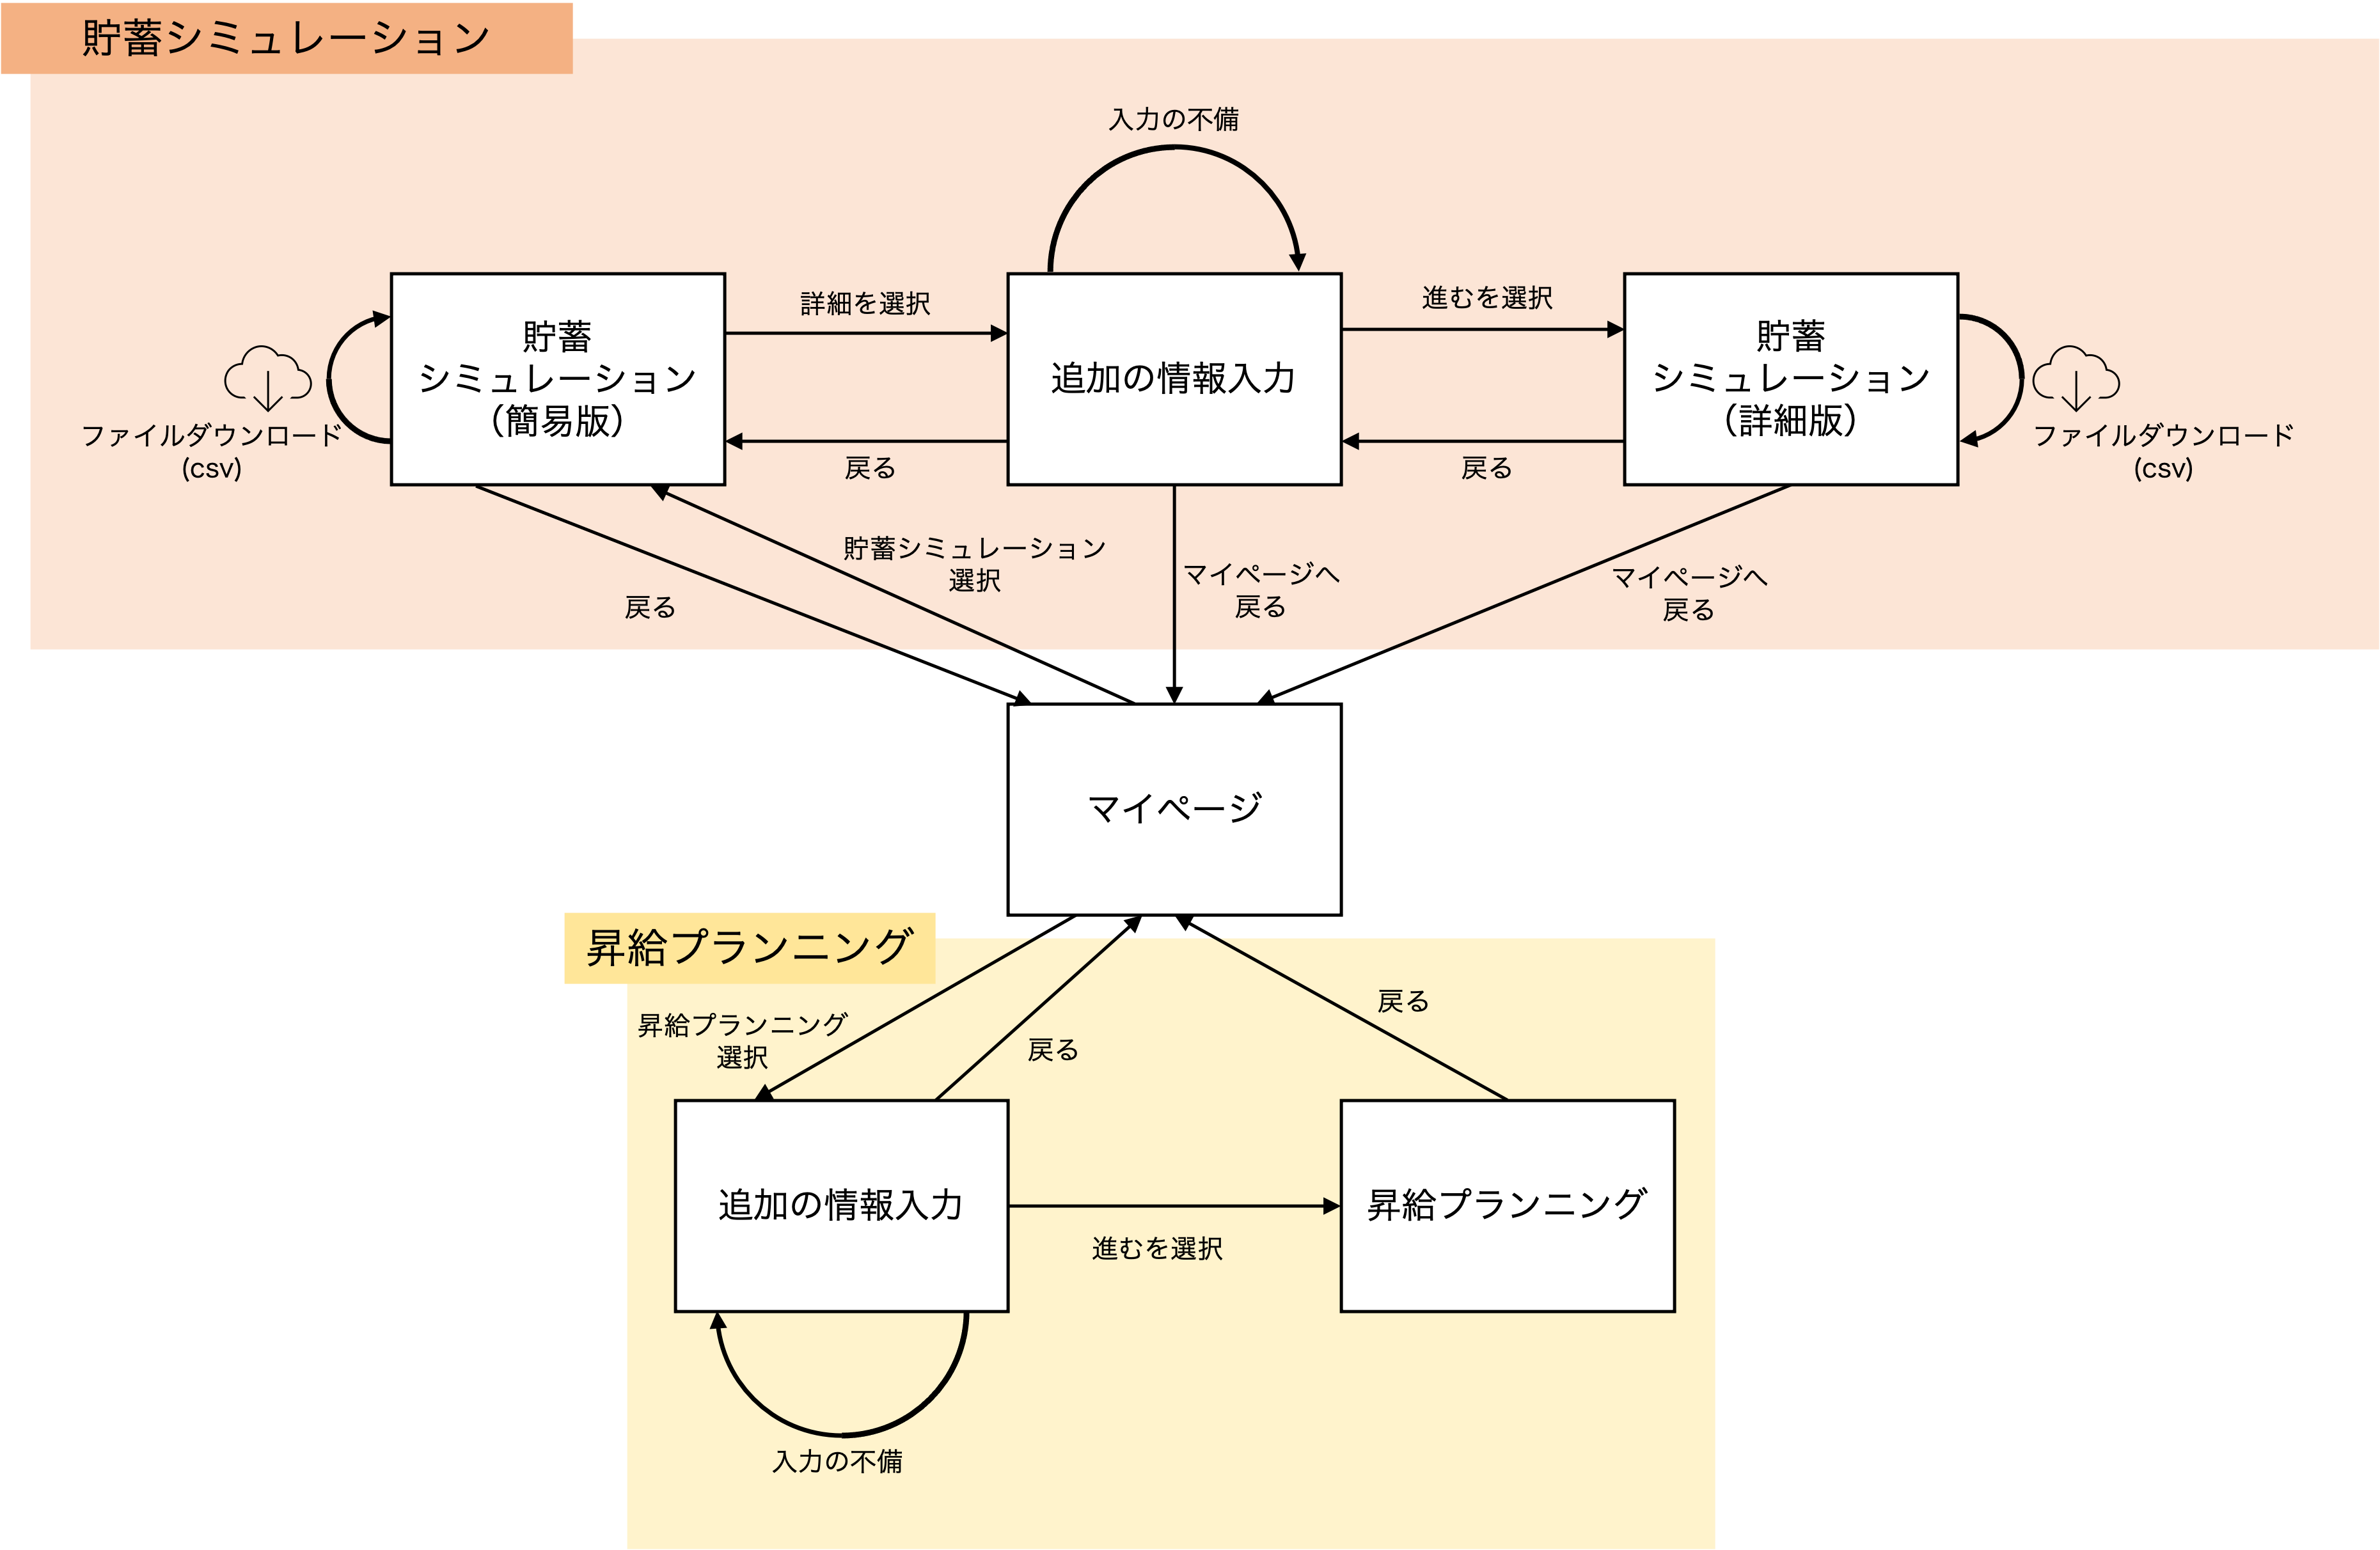 貯蓄シミュレーション
入力の不備
貯蓄
シミュレーション
（簡易版）
詳細を選択
追加の情報入力
進むを選択
貯蓄
シミュレーション
（詳細版）
ファイルダウンロード
(csv)
戻る
戻る
ファイルダウンロード
(csv)
戻る
貯蓄シミュレーション
選択
マイページへ
戻る
マイページへ
戻る
マイページ
昇給プランニング
昇給プランニング
選択
戻る
戻る
追加の情報入力
進むを選択
昇給プランニング
入力の不備